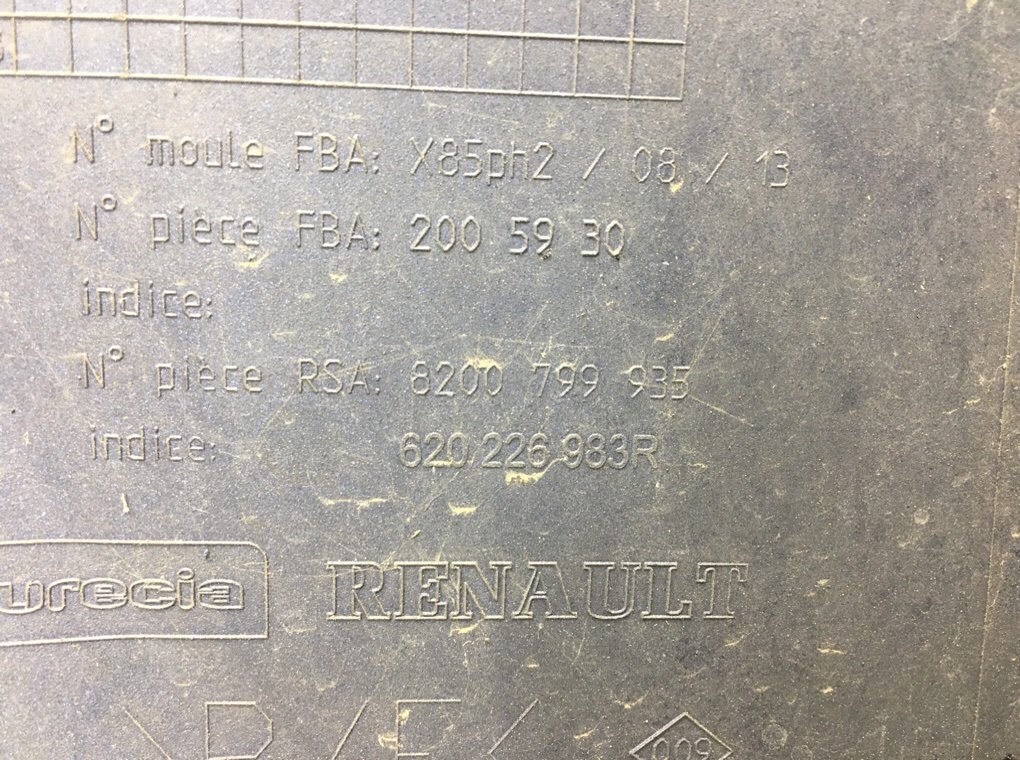 N° moule FBA: X85ph2 / 08 / 13
N° pièce FBA: 200 59 30
indice:
N° pièce RSA: 8200 799 935
indice: 620 226 983R
urecia RENAULT
>P/E/
009